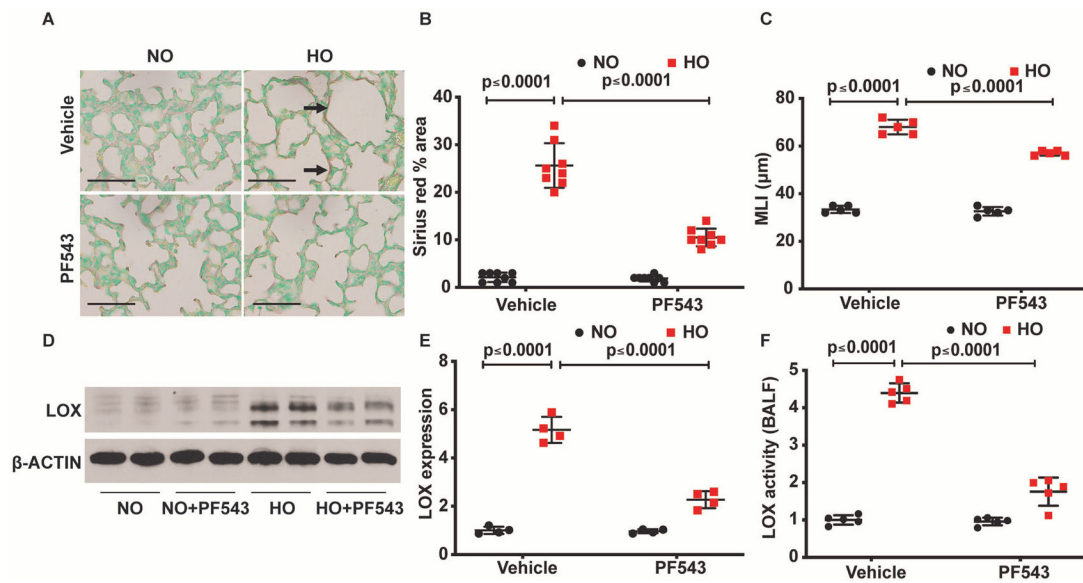 A
NO
HO
Vehicle
PF543
B
NO HO
p≤0.0001 p≤0.0001
Sirius red % area
40
30
20
10
0
Vehicle PF543
C
NO HO
p≤0.0001 p≤0.0001
MLI (μm)
80
60
40
20
0
Vehicle PF543
D
LOX
β-ACTIN
NO NO+PF543 HO HO+PF543
E
NO HO
p≤0.0001 p≤0.0001
LOX expression
8
6
4
2
0
Vehicle PF543
F
NO HO
p≤0.0001 p≤0.0001
LOX activity (BALF)
5
4
3
2
1
0
Vehicle PF543